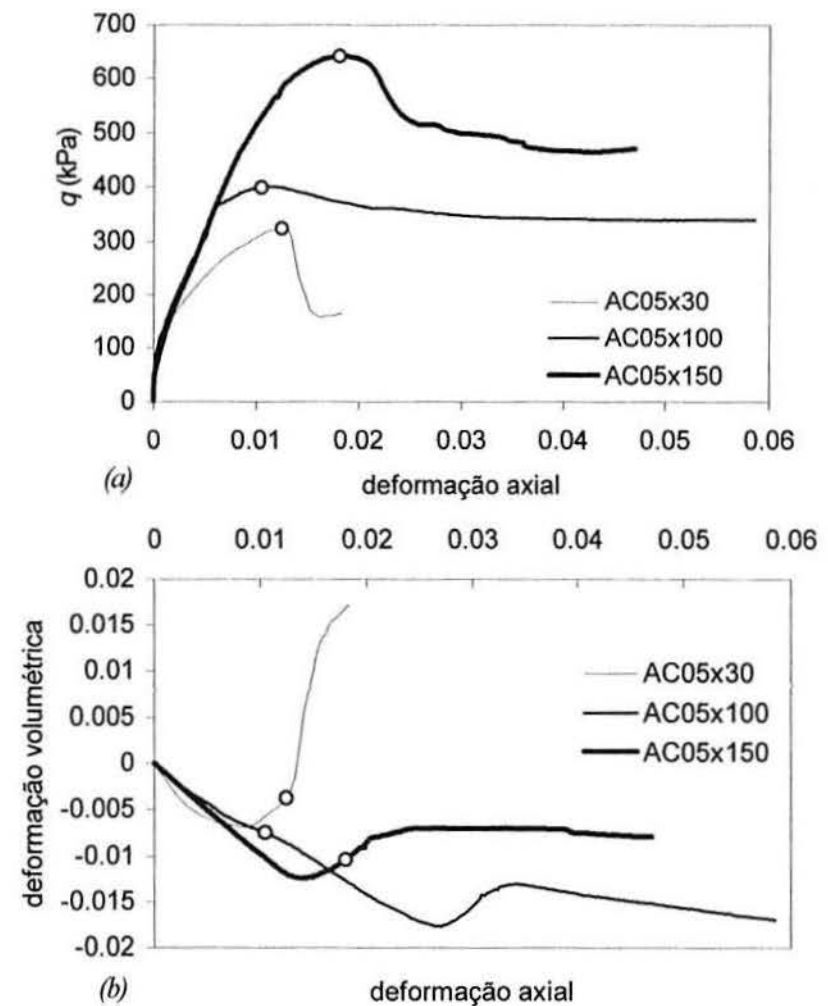 700
600
500
400
300
200
100
0
q (kPa)
AC05x30
AC05x100
AC05x150
0 0.01 0.02 0.03 0.04 0.05 0.06
(a) deformação axial
0 0.01 0.02 0.03 0.04 0.05 0.06
0.02
0.015
0.01
0.005
0
-0.005
-0.01
-0.015
-0.02
deformação volumétrica
AC05x30
AC05x100
AC05x150
(b) deformação axial